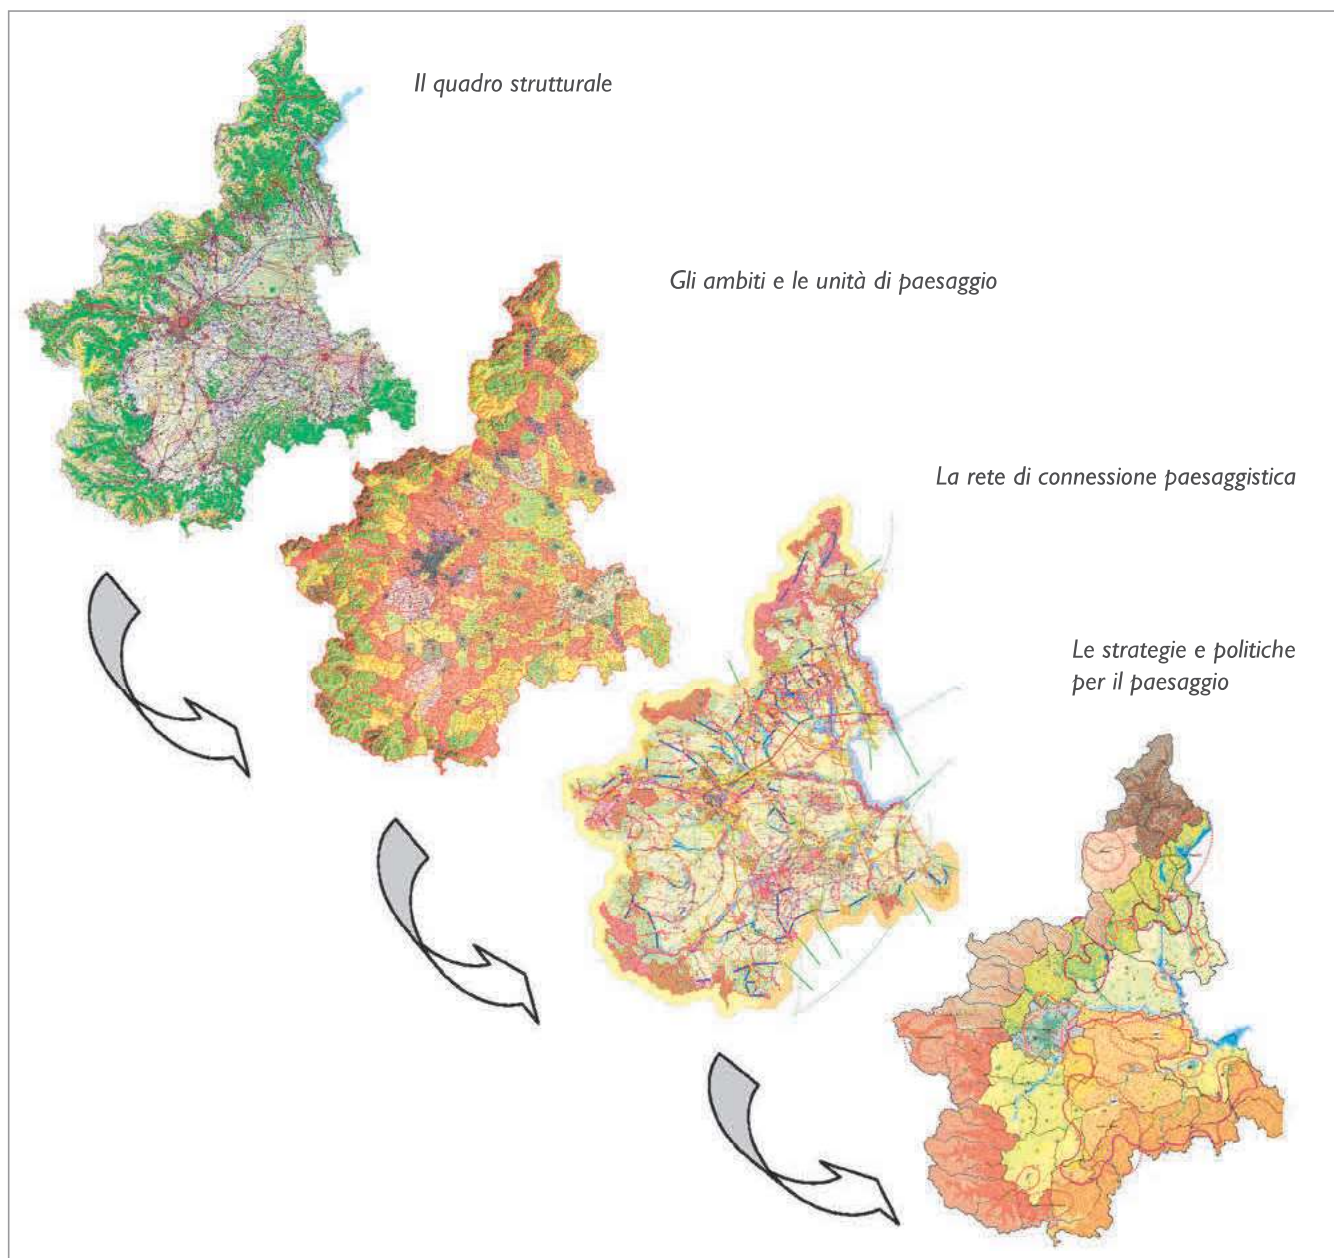 Il quadro strutturale
Gli ambiti e le unità di paesaggio
La rete di connessione paesaggistica
Le strategie e politiche
per il paesaggio